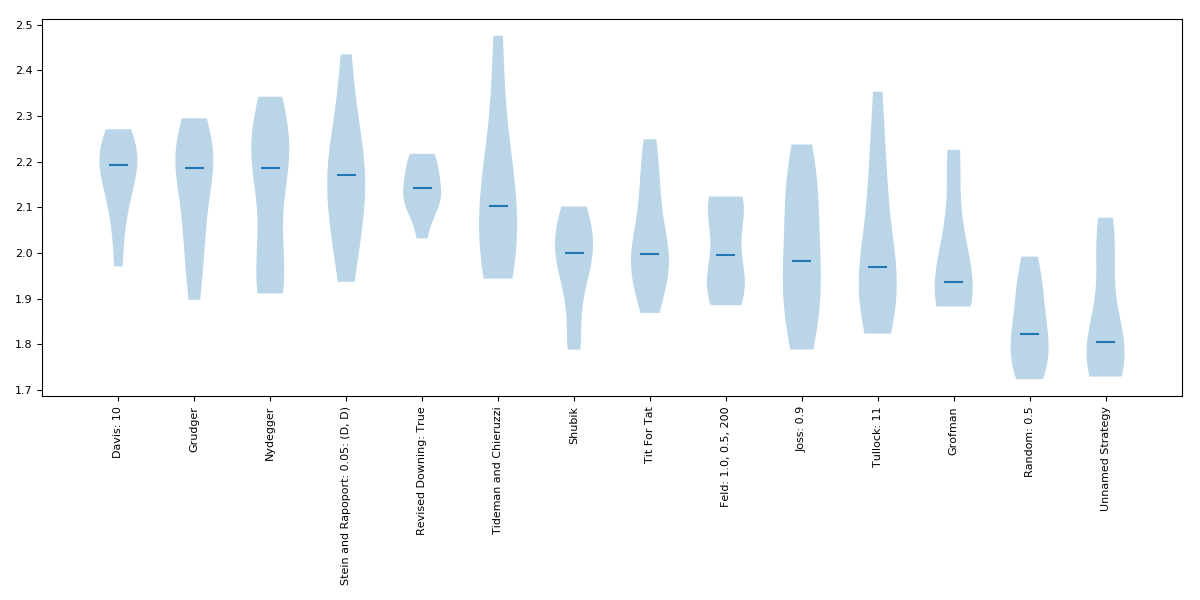 2.5
2.4
2.3
2.2
2.1
2.0
1.9
1.8
1.7
Davis: 10
Grudger
Nydegger
Stein and Rapoport: 0.05: (D, D)
Revised Downing: True
Tideman and Chieruzzi
Shubik
Tit For Tat
Feld: 1.0, 0.5, 200
Joss: 0.9
Tullock: 11
Grofman
Random: 0.5
Unnamed Strategy